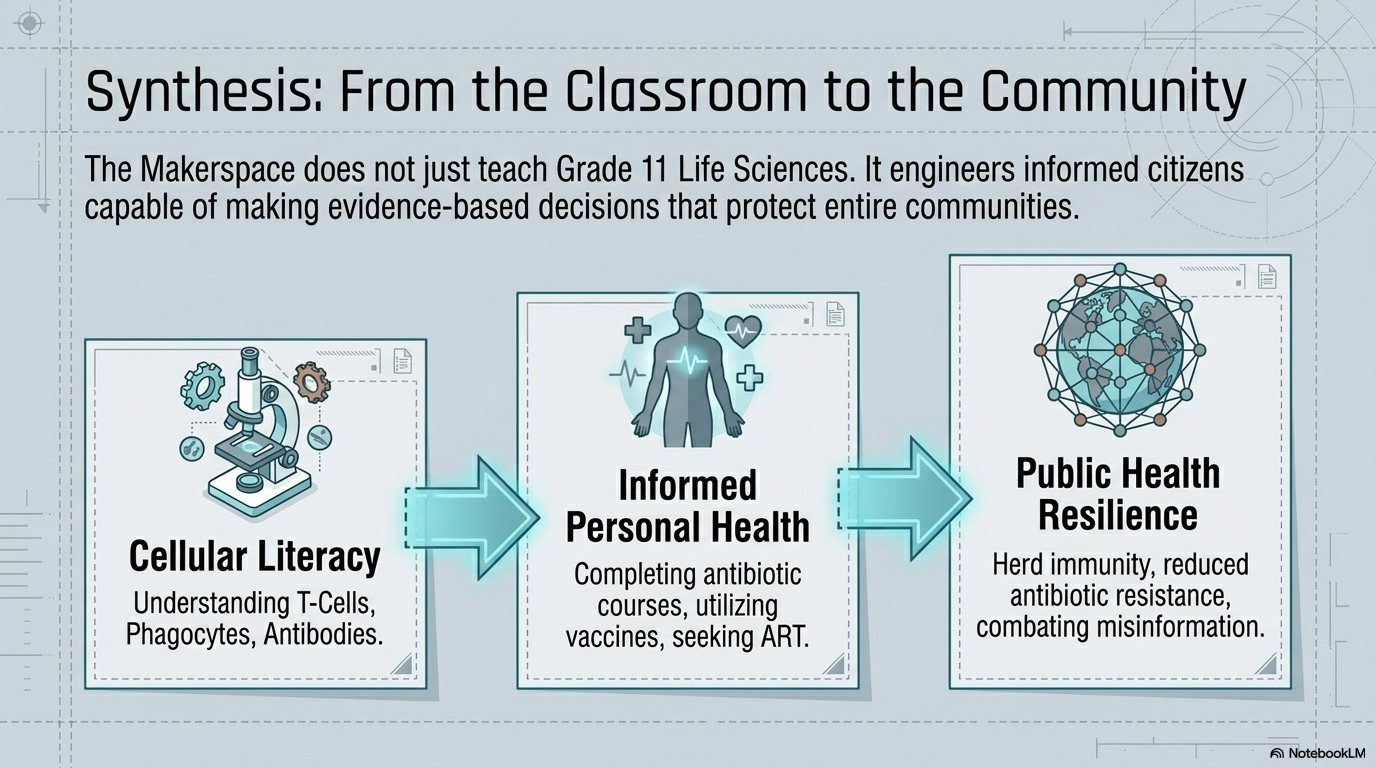 Synthesis: From the Classroom to the Community
The Makerspace does not just teach Grade 11 Life Sciences. It engineers informed citizens
capable of making evidence-based decisions that protect entire communities.
Cellular Literacy
Understanding T-Cells,
Phagocytes, Antibodies.
Informed
Personal Health
Completing antibiotic
courses, utilizing
vaccines, seeking ART.
Public Health
Resilience
Herd immunity, reduced
antibiotic resistance,
combating misinformation.
NotebookLM